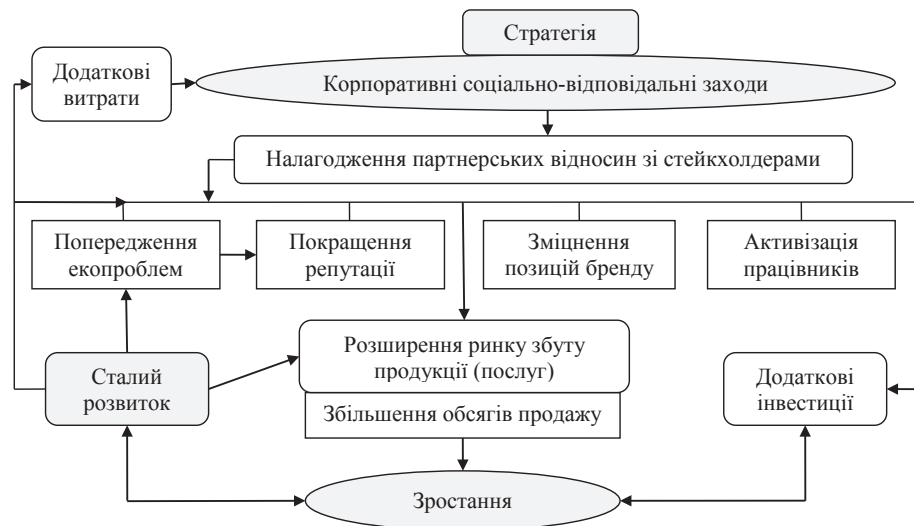 Стратегія
Додаткові
витрати
Корпоративні соціально-відповідальні заходи
Налагодження партнерських відносин зі стейкхолдерами
Попередження
екопроблем
Покращення
репутації
Зміцнення
позицій бренду
Активізація
працівників
Сталий
розвиток
Розширення ринку збуту
продукції (послуг)
Збільшення обсягів продажу
Додаткові
інвестиції
Зростання